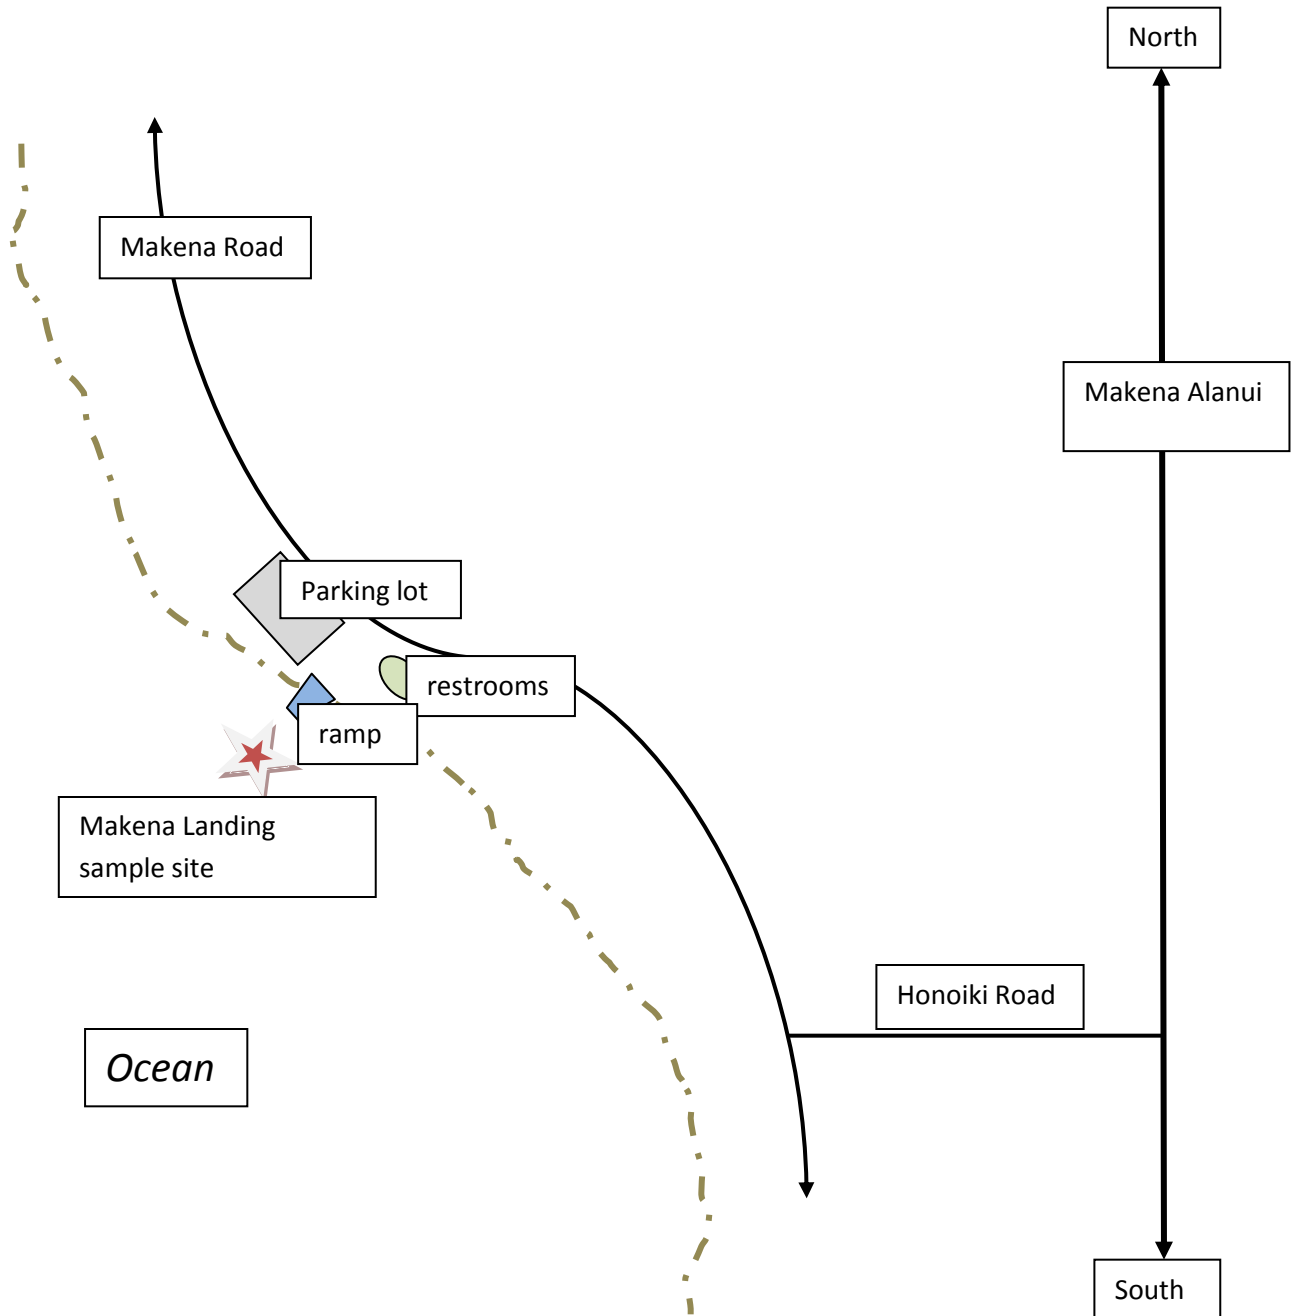 North
Makena Road
Makena Alanui
Parking lot
restrooms
ramp
Makena Landing
sample site
Honoiki Road
Ocean
South